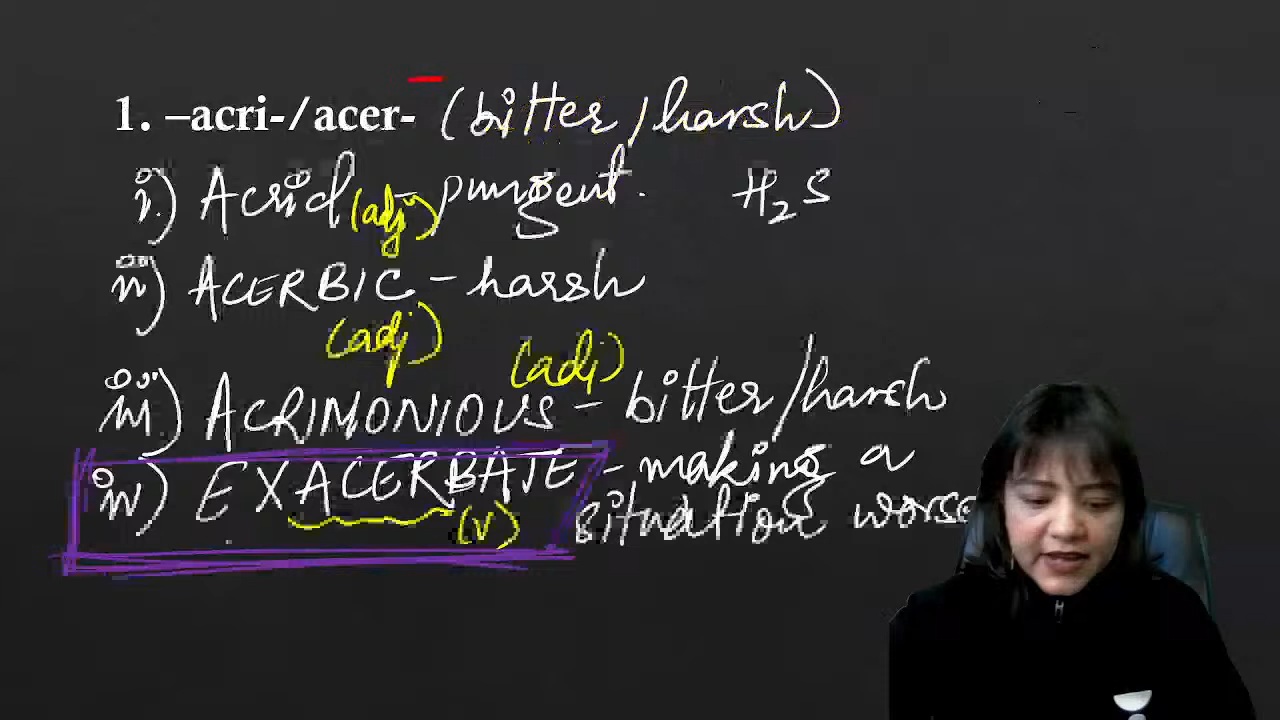 1. –acri-/acer- (bitter/harsh)
i.) Acrid (adj) - pungent. H2S
ii) ACERBIC - harsh
(adj) (adj)
iii) ACRIMONIOUS - bitter/harsh
iv) EXACERBATE - making a
(v) situation worse